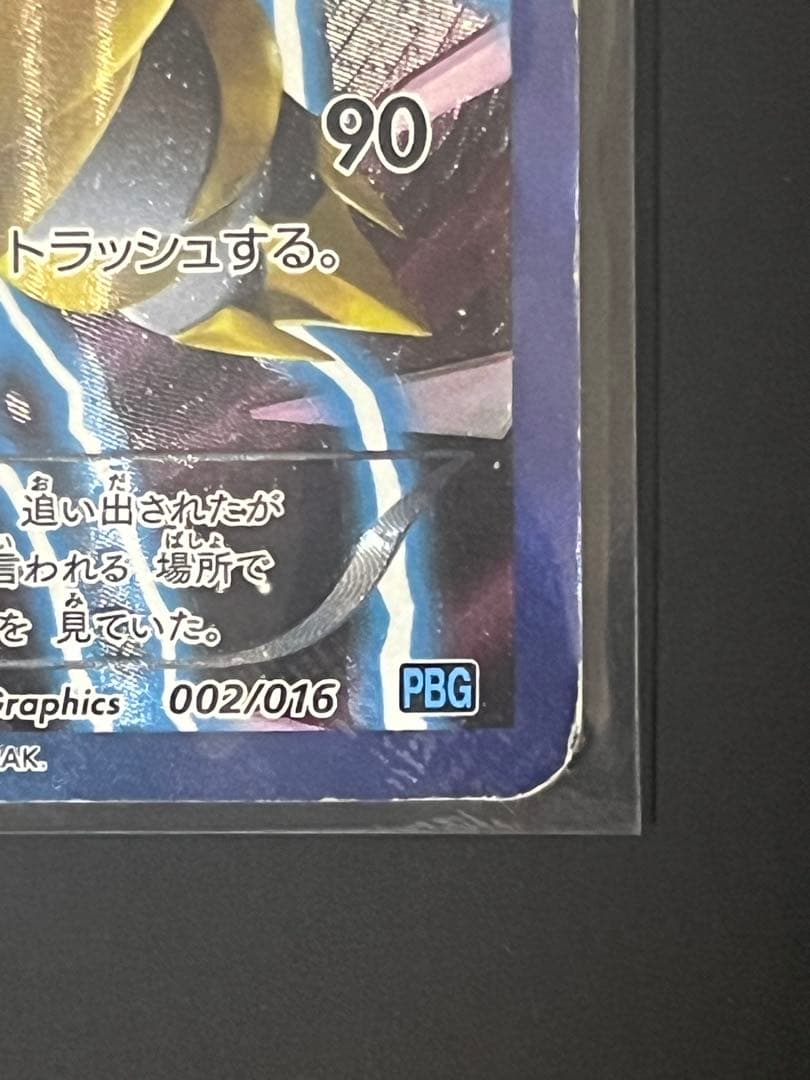 90
トラッシュする。
追い出されたが
言われる 場所で
を 見ていた。
Graphics 002/016 PBG
AK.